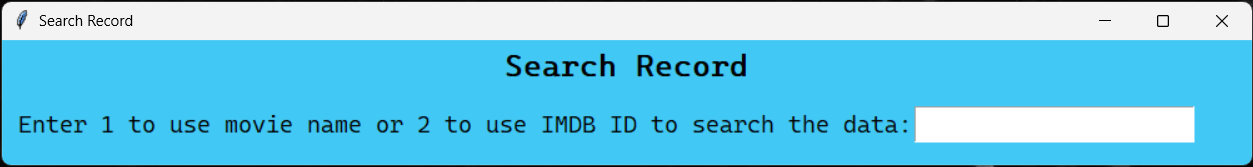 Search Record
Search Record
Enter 1 to use movie name or 2 to use IMDB ID to search the data: